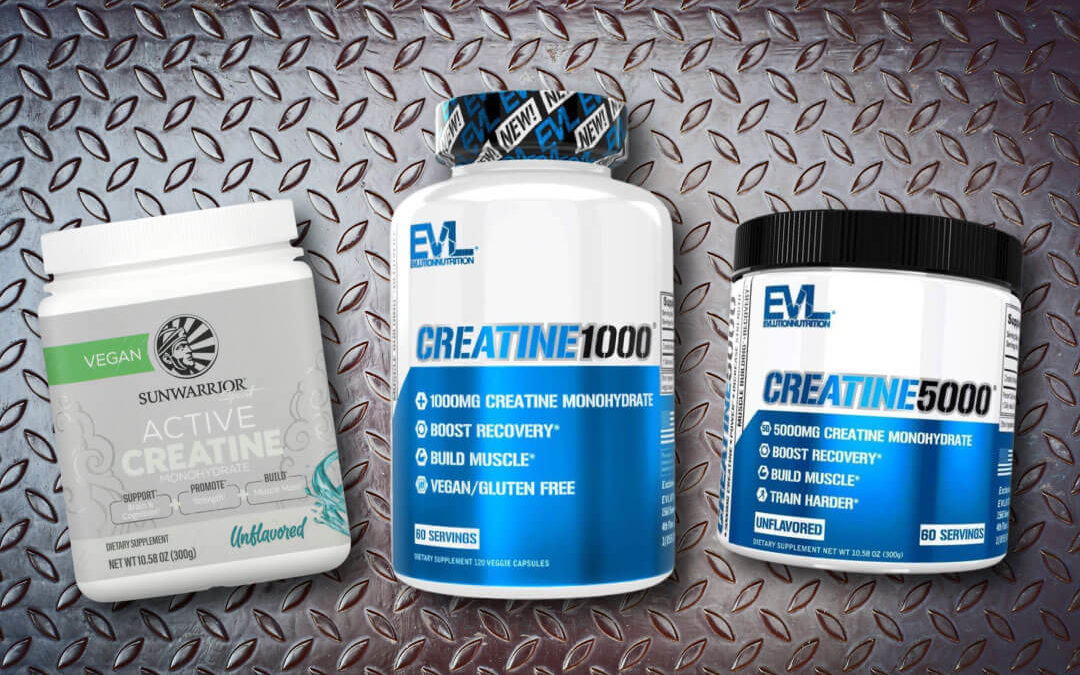 VEGAN
SUNWARRIOR
ACTIVE
CREATINE
MONOHYDRATE
SUPPORT
PROMOTE
BUILD
Unflavored
DIETARY SUPPLEMENT
NET WT 10.58 OZ (300g)
NEW!
EVL
NEW!
EVL
NEW!
EVL
EVLUTIONNUTRITION
CREATINE1000
1000MG CREATINE MONOHYDRATE
BOOST RECOVERY*
BUILD MUSCLE*
VEGAN/GLUTEN FREE
60 SERVINGS
DIETARY SUPPLEMENT 120 VEGGIE CAPSULES
EVL
EVLUTIONNUTRITION
CREATINE5000
5000MG CREATINE MONOHYDRATE
BOOST RECOVERY*
BUILD MUSCLE*
TRAIN HARDER*
UNFLAVORED
60 SERVINGS
DIETARY SUPPLEMENT NET WT 10.58 OZ (300g)